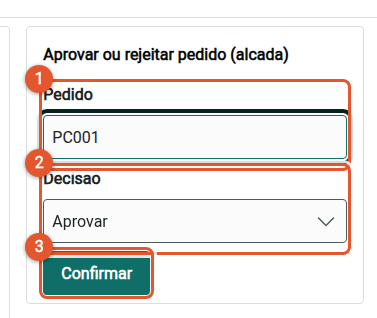 Aprovar ou rejeitar pedido (alcada)
1
Pedido
PC001
2
Decisao
Aprovar
3
Confirmar